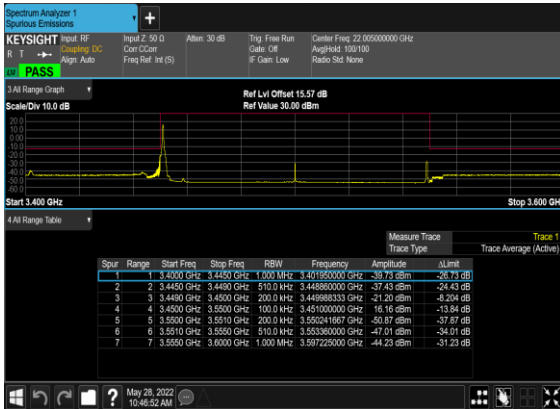 Spectrum Analyzer 1
Spurious Emissions
+
KEYSIGHT Input: RF Input Z: 50 Ω Atten: 30 dB Trig: Free Run Center Freq: 22.005000000 GHz
R T Coupling: DC Corr CCorr Gate: Off Avg|Hold: 100/100
Align: Auto Freq Ref: Int (S) IF Gain: Low Radio Std: None
PASS
3 All Range Graph Ref Lvl Offset 15.57 dB
Scale/Div 10.0 dB Ref Value 30.00 dBm
20.0
10.0
0.00
-10.0
-20.0
-30.0
-40.0
-50.0
-60.0
Start 3.400 GHz Stop 3.600 GH
4 All Range Table
Measure Trace Trace 1
Trace Type Trace Average (Active)
Spur Range Start Freq Stop Freq RBW Frequency Amplitude ΔLimit
1 1 3.4000 GHz 3.4450 GHz 1.000 MHz 3.401950000 GHz -39.73 dBm -26.73 dB
2 2 3.4450 GHz 3.4490 GHz 510.0 kHz 3.448860000 GHz -37.43 dBm -24.43 dB
3 3 3.4490 GHz 3.4500 GHz 200.0 kHz 3.449988333 GHz -21.20 dBm -8.204 dB
4 4 3.4500 GHz 3.5500 GHz 100.0 kHz 3.451000000 GHz 16.16 dBm -13.84 dB
5 5 3.5500 GHz 3.5510 GHz 200.0 kHz 3.550241667 GHz -50.87 dBm -37.87 dB
6 6 3.5510 GHz 3.5550 GHz 510.0 kHz 3.553360000 GHz -47.01 dBm -34.01 dB
7 7 3.5550 GHz 3.6000 GHz 1.000 MHz 3.597225000 GHz -44.23 dBm -31.23 dB
? May 28, 2022
10:46:52 AM